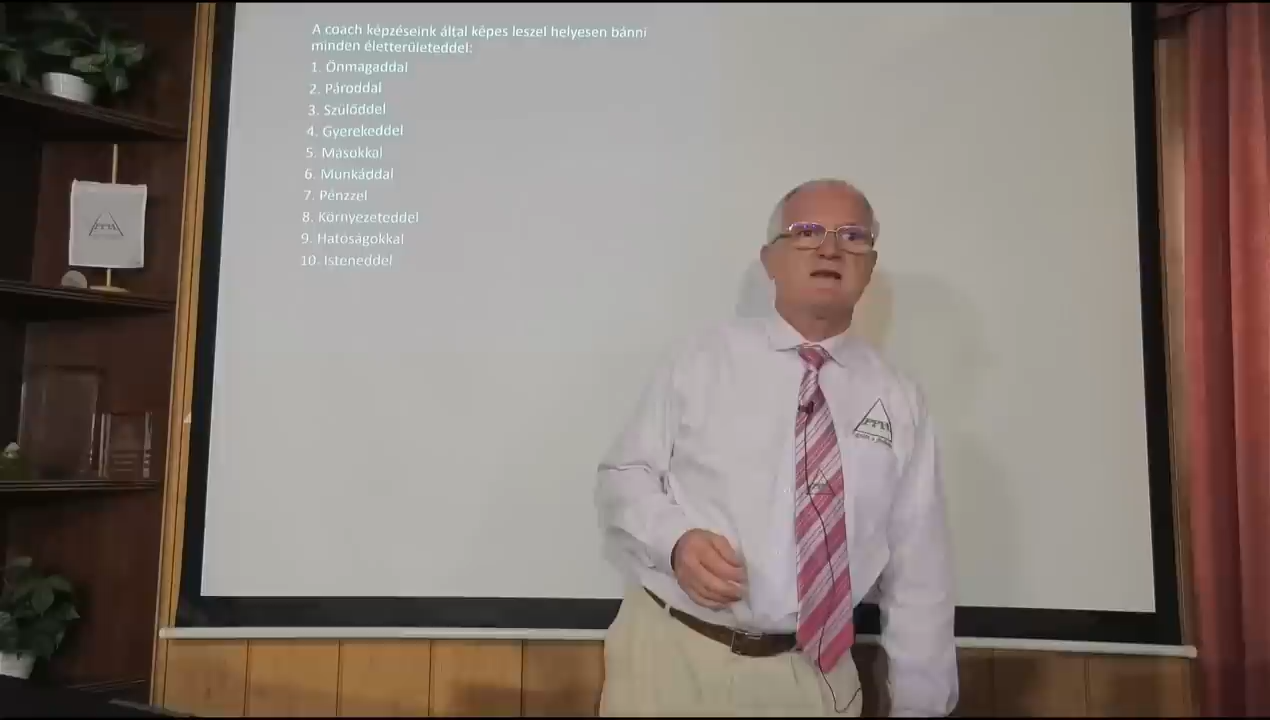 A coach képzéseink által képes leszel helyesen bánni
minden életterületeddel:
1. Önmagaddal
2. Pároddal
3. Szülőddel
4. Gyerekeddel
5. Másokkal
6. Munkáddal
7. Pénzzel
8. Környezeteddel
9. Hatóságokkal
10. Isteneddel